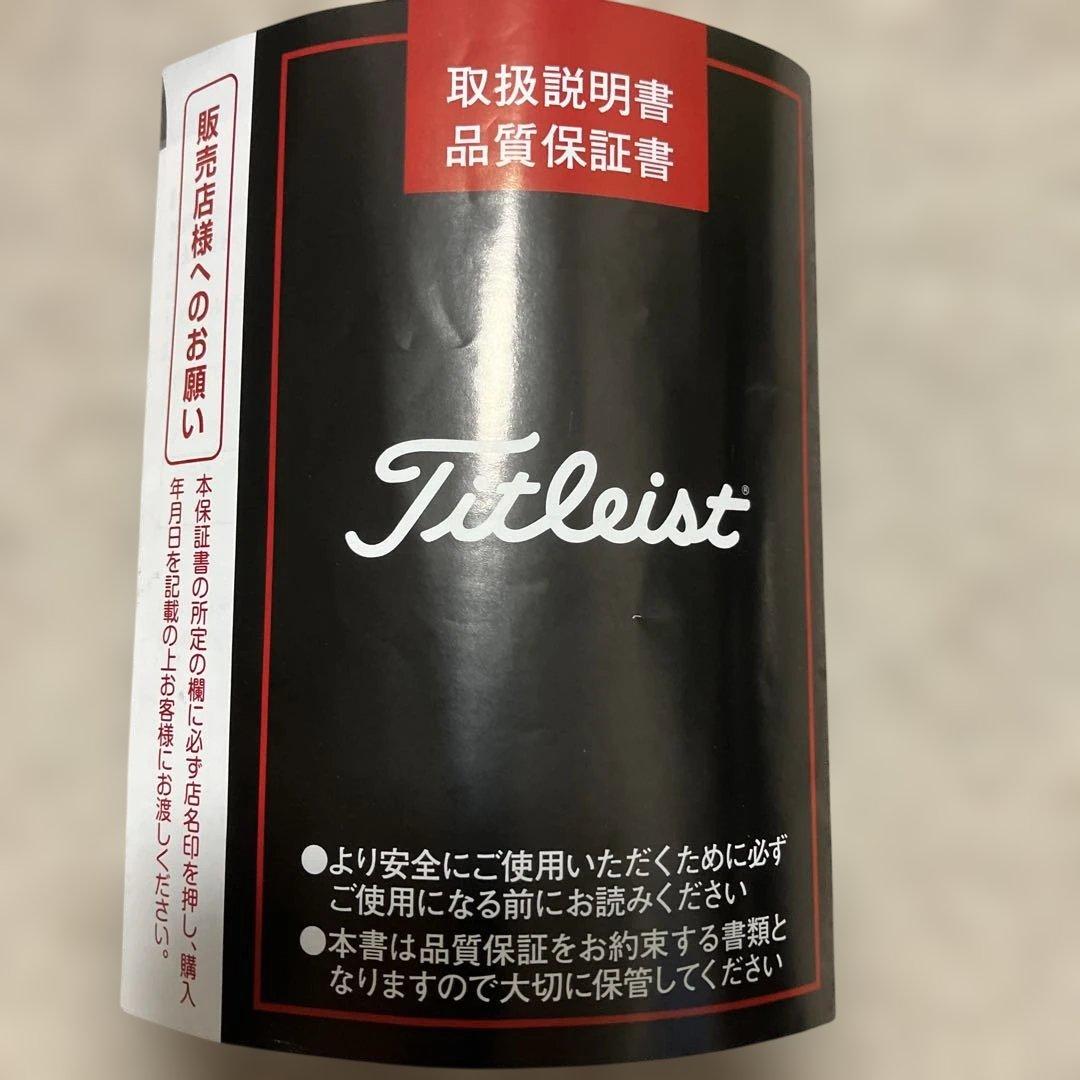 取扱説明書
品質保証書
販売店様へのお願い
本保証書の所定の欄に必ず店名印を押し、購入
年月日を記載の上お客様にお渡しください。
Titleist®
●より安全にご使用いただくために必ず
ご使用になる前にお読みください
●本書は品質保証をお約束する書類と
なりますので大切に保管してください